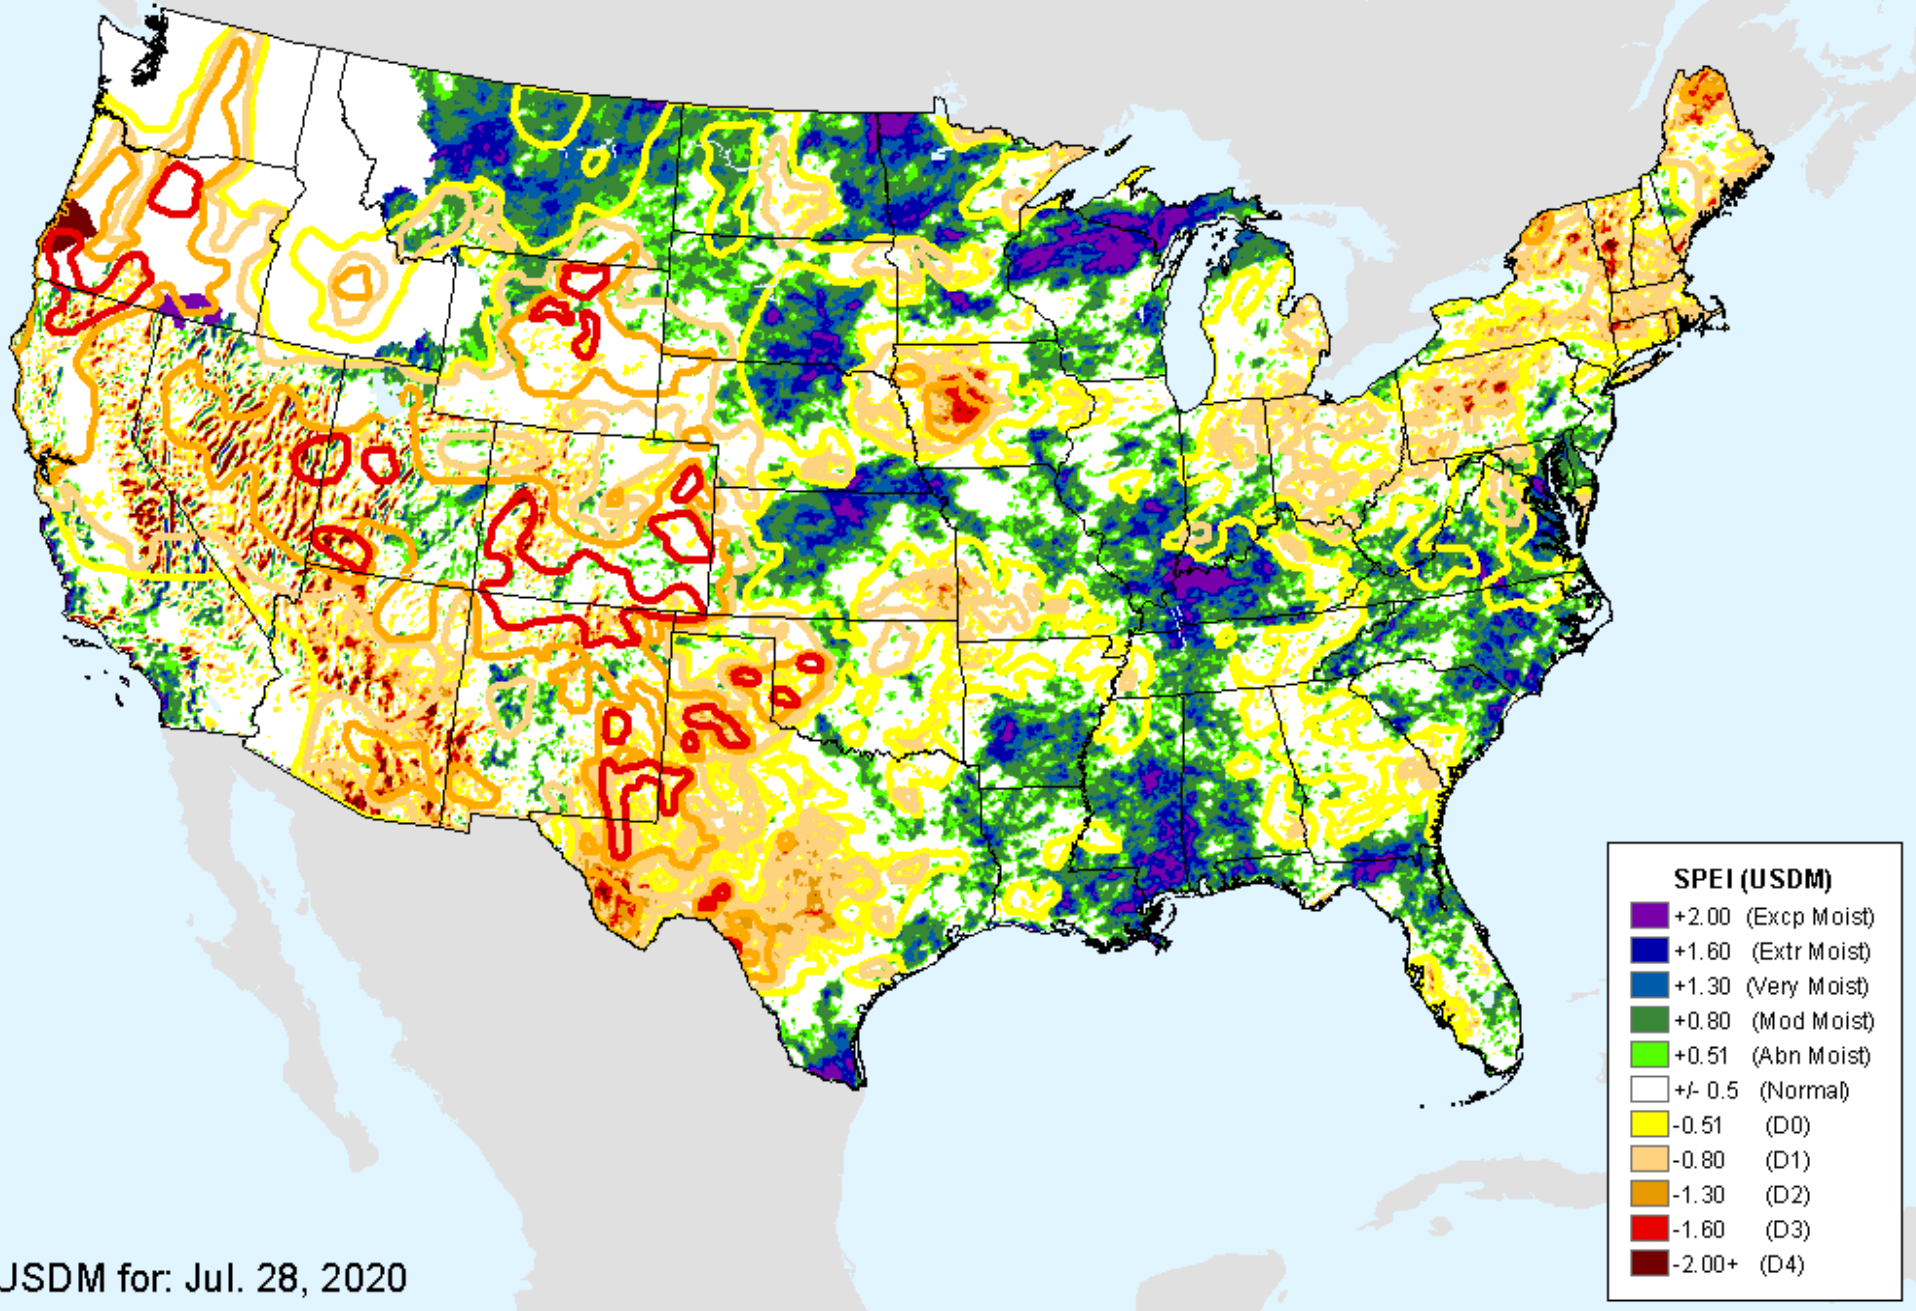 SPEI (USDM)
+2.00 (Excp Moist)
+1.60 (Extr Moist)
+1.30 (Very Moist)
+0.80 (Mod Moist)
+0.51 (Abn Moist)
+/- 0.5 (Normal)
-0.51 (D0)
-0.80 (D1)
-1.30 (D2)
-1.60 (D3)
-2.00+ (D4)
USDM for: Jul. 28, 2020